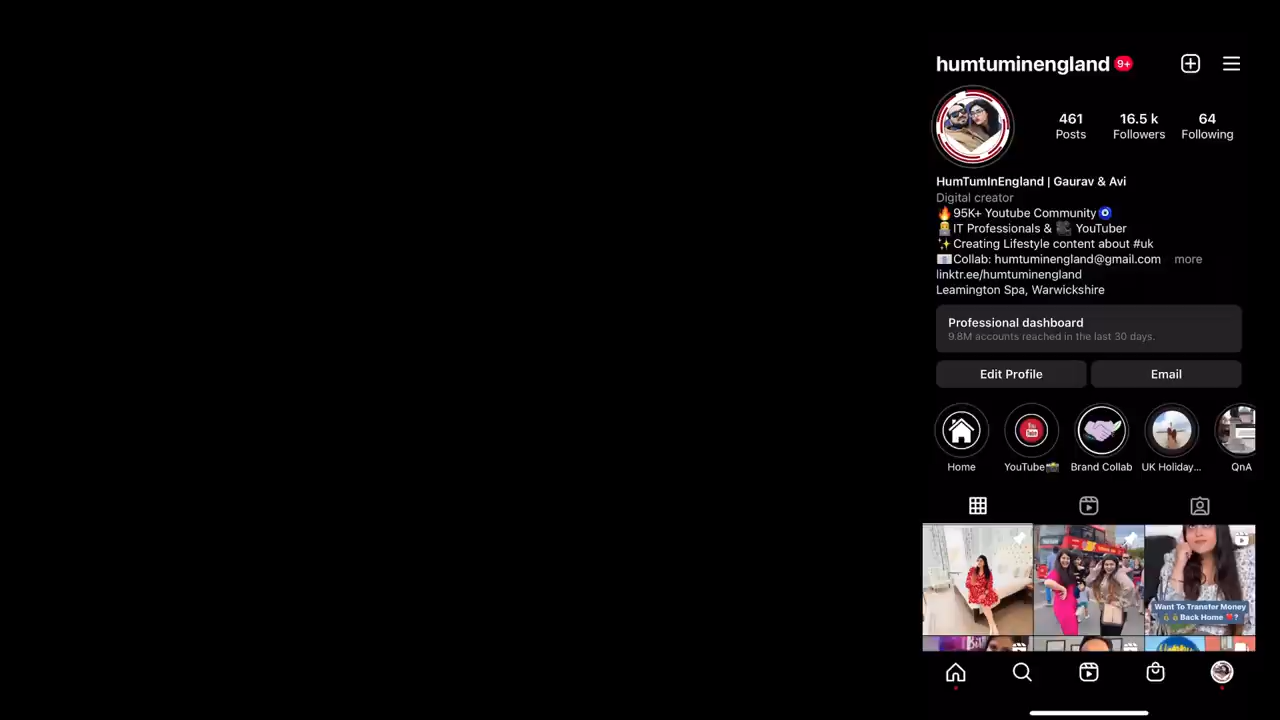 humtuminengland 9+
461 16.5 k 64
Posts Followers Following
HumTumInEngland | Gaurav & Avi
Digital creator
🔥95K+ Youtube Community🧿
👩‍💻IT Professionals & 🎥 YouTuber
✨Creating Lifestyle content about #uk
📧Collab: humtuminengland@gmail.com more
linktr.ee/humtuminengland
Leamington Spa, Warwickshire
Professional dashboard
9.8M accounts reached in the last 30 days.
Edit Profile Email
You Tube
Home YouTube📸 Brand Collab UK Holiday... QnA
Want To Transfer Money
💰💰Back Home ❤️?